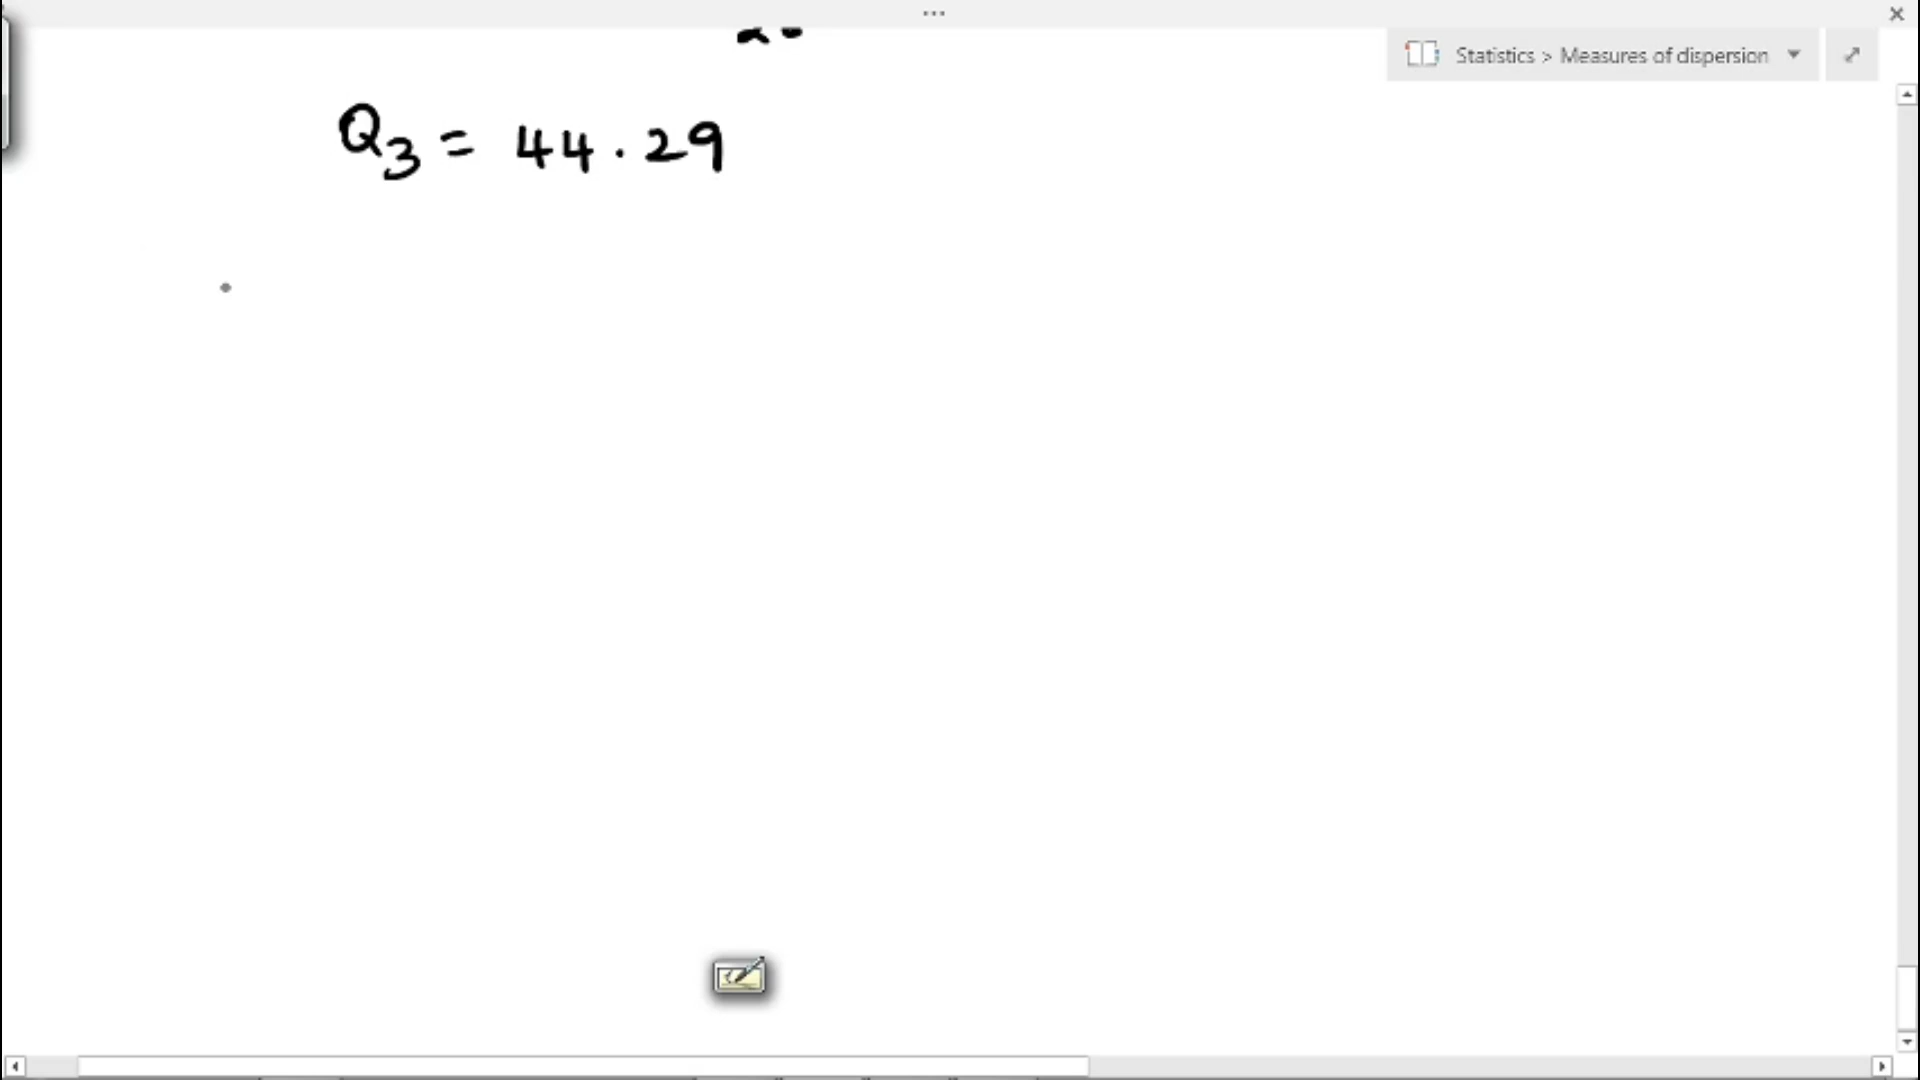 Statistics > Measures of dispersion
Q3 = 44.29